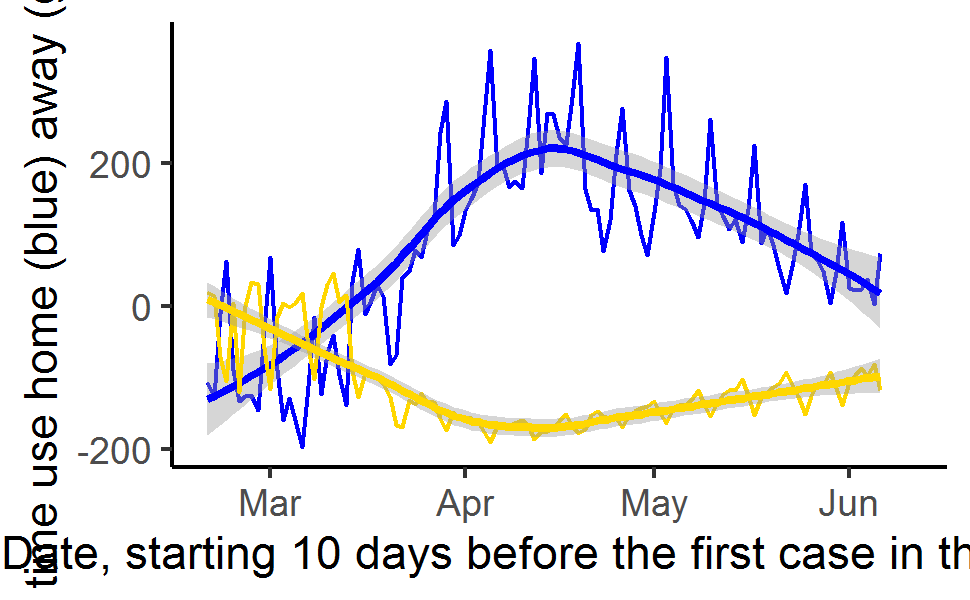 time use home (blue) away (
200
0
-200
Mar Apr May Jun
Date, starting 10 days before the first case in th